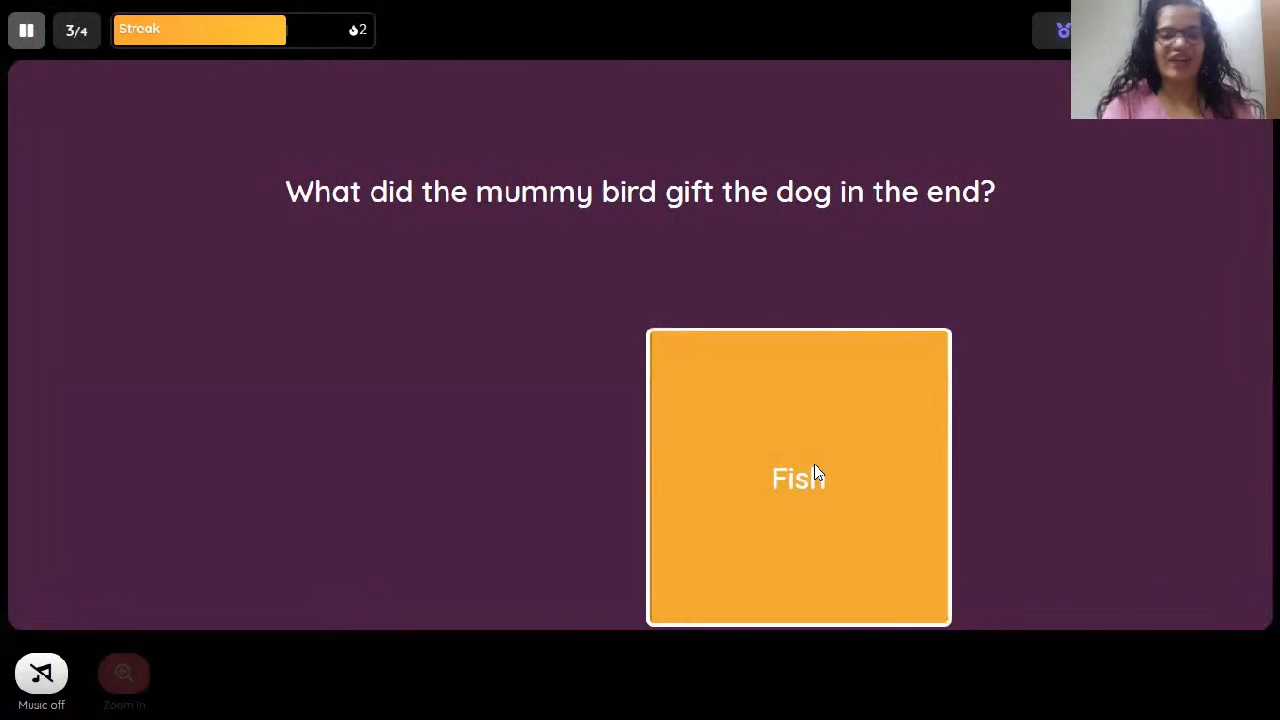 3/4
Streak
2
What did the mummy bird gift the dog in the end?
Fish
Music off
Zoom in